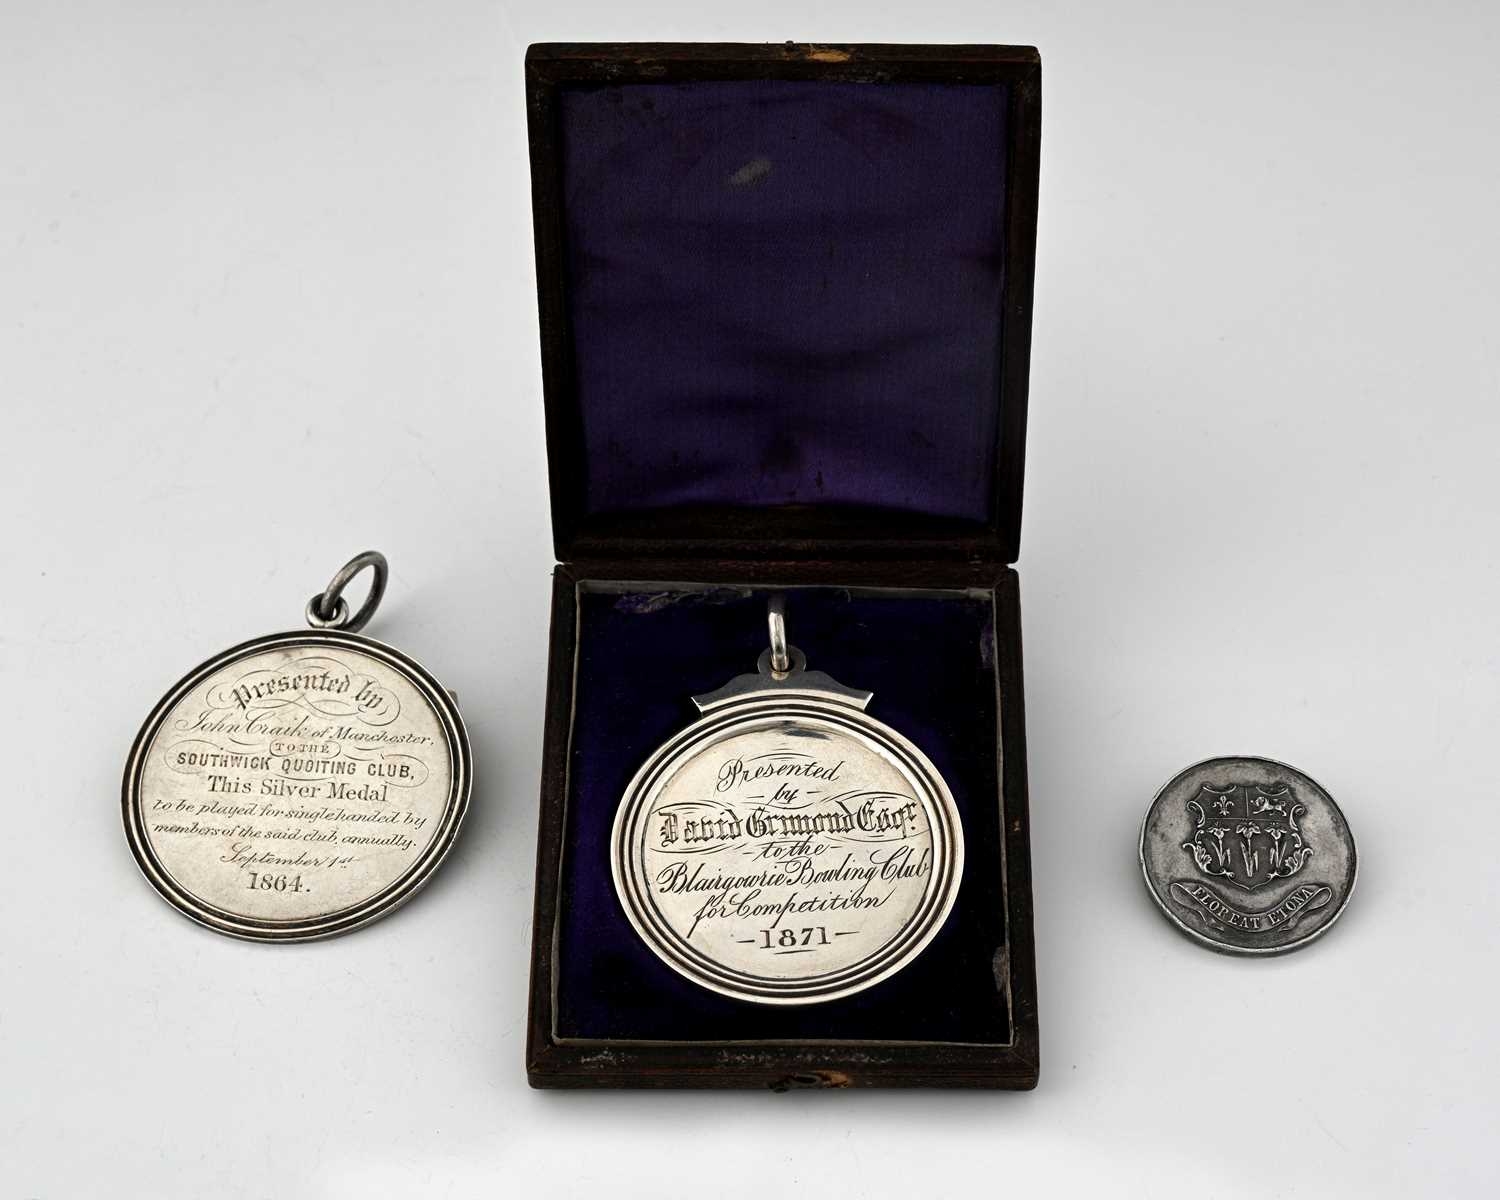 Presented by
John Craik of Manchester,
TO THE
SOUTHWICK QUOITING CLUB,
This Silver Medal
to be played for single handed by
members of the said club, annually.
September 1st
1864.
Presented
- by -
David Grimond Esqr.
- to the -
Blairgowrie Bowling Club
for Competition
- 1871 -
FLOREAT ETONA